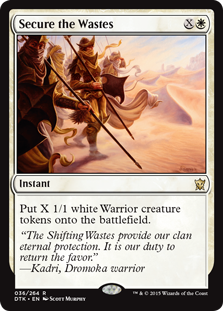 Secure the Wastes X
Instant
Put X 1/1 white Warrior creature
tokens onto the battlefield.
“The Shifting Wastes provide our clan
eternal protection. It is our duty to
return the favor.”
—Kadri, Dromoka warrior
036/264 R
DTK • EN Scott Murphy
™ & © 2015 Wizards of the Coast